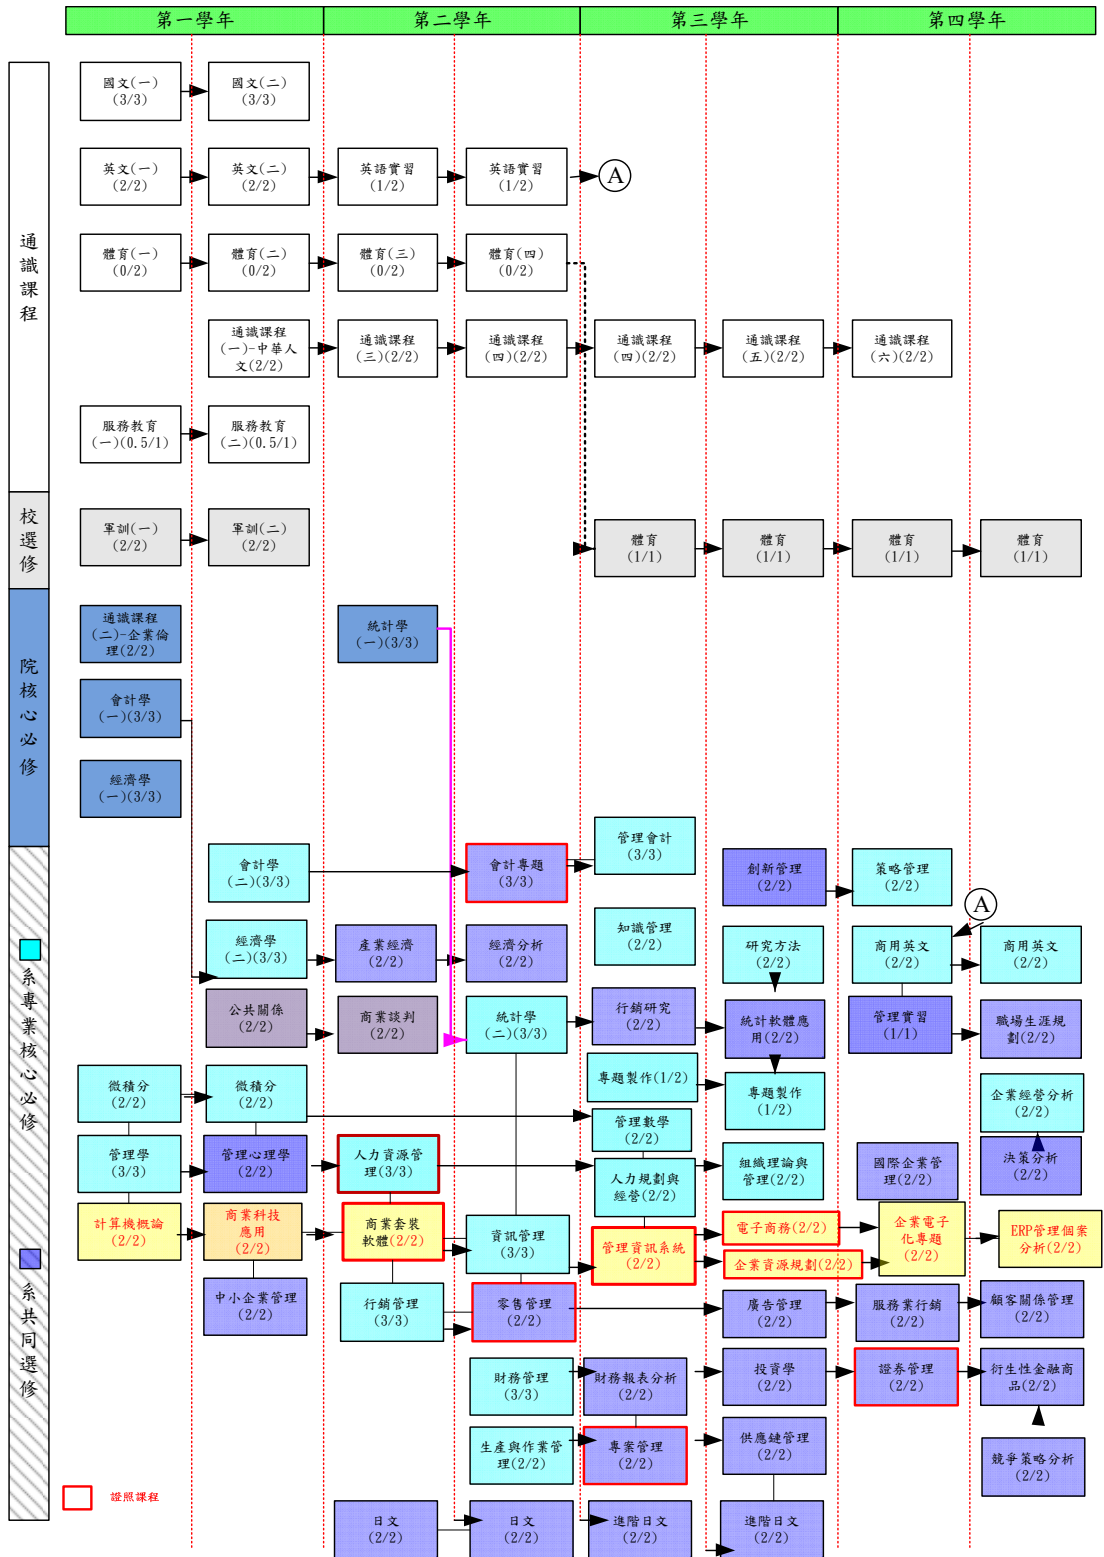 第一學年
第二學年
第三學年
第四學年
通識課程
國文(一)
(3/3)
國文(二)
(3/3)
英文(一)
(2/2)
英文(二)
(2/2)
英語實習
(1/2)
英語實習
(1/2)
A
體育(一)
(0/2)
體育(二)
(0/2)
體育(三)
(0/2)
體育(四)
(0/2)
通識課程
(一)-中華人
文(2/2)
通識課程
(三)(2/2)
通識課程
(四)(2/2)
通識課程
(四)(2/2)
通識課程
(五)(2/2)
通識課程
(六)(2/2)
服務教育
(一)(0.5/1)
服務教育
(二)(0.5/1)
校選修
軍訓(一)
(2/2)
軍訓(二)
(2/2)
體育
(1/1)
體育
(1/1)
體育
(1/1)
體育
(1/1)
院核心必修
通識課程
(二)-企業倫
理(2/2)
統計學
(一)(3/3)
會計學
(一)(3/3)
經濟學
(一)(3/3)
系專業核心必修
系共同選修
會計學
(二)(3/3)
會計專題
(3/3)
管理會計
(3/3)
創新管理
(2/2)
策略管理
(2/2)
A
經濟學
(二)(3/3)
產業經濟
(2/2)
經濟分析
(2/2)
知識管理
(2/2)
研究方法
(2/2)
商用英文
(2/2)
商用英文
(2/2)
公共關係
(2/2)
商業談判
(2/2)
統計學
(二)(3/3)
行銷研究
(2/2)
統計軟體應
用(2/2)
管理實習
(1/1)
職場生涯規
劃(2/2)
微積分
(2/2)
微積分
(2/2)
專題製作(1/2)
專題製作
(1/2)
企業經營分析
(2/2)
管理數學
(2/2)
管理學
(3/3)
管理心理學
(2/2)
人力資源管
理(3/3)
人力規劃與
經營(2/2)
組織理論與
管理(2/2)
國際企業管
理(2/2)
決策分析
(2/2)
計算機概論
(2/2)
商業科技
應用
(2/2)
商業套裝
軟體(2/2)
資訊管理
(3/3)
管理資訊系統
(2/2)
電子商務(2/2)
企業資源規劃(2/2)
企業電子
化專題
(2/2)
ERP管理個案
分析(2/2)
中小企業管理
(2/2)
行銷管理
(3/3)
零售管理
(2/2)
廣告管理
(2/2)
服務業行銷
(2/2)
顧客關係管理
(2/2)
財務管理
(3/3)
財務報表分析
(2/2)
投資學
(2/2)
證券管理
(2/2)
衍生性金融商
品(2/2)
生產與作業管
理(2/2)
專案管理
(2/2)
供應鏈管理
(2/2)
競爭策略分析
(2/2)
證照課程
日文
(2/2)
日文
(2/2)
進階日文
(2/2)
進階日文
(2/2)